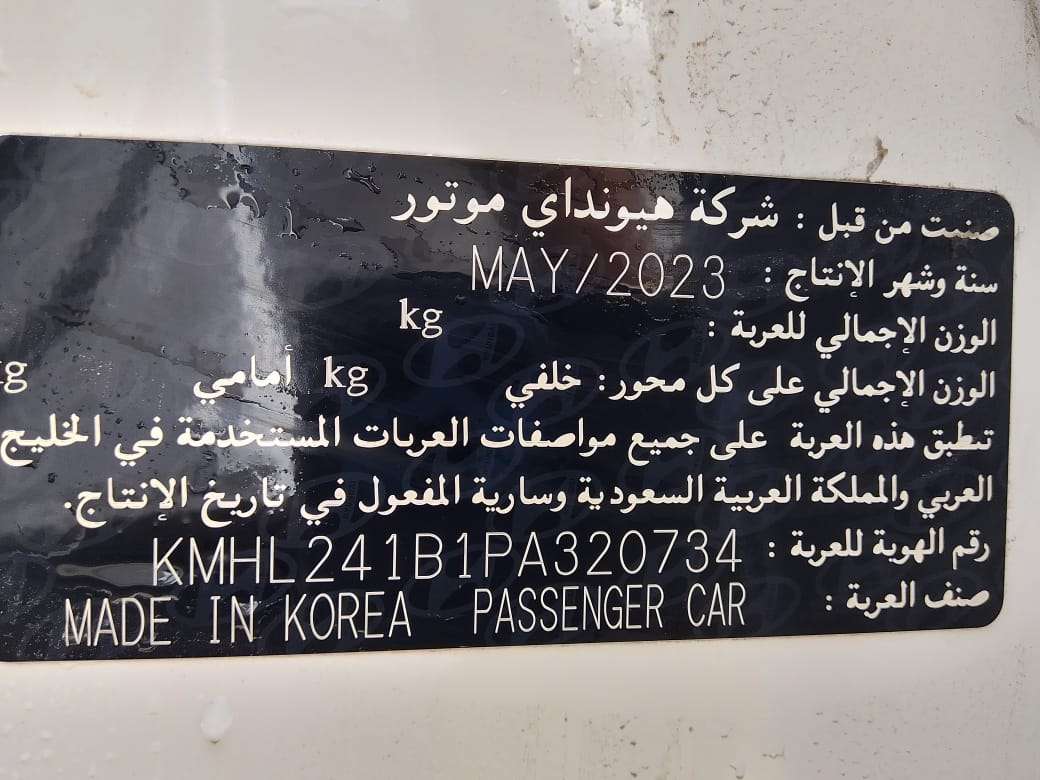 صنعت من قبل : شركة هيونداي موتور
سنة وشهر الإنتاج : MAY/2023
الوزن الإجمالي للعربة : kg
الوزن الإجمالي على كل محور: خلفي kg أمامي kg
تنطبق هذه العربة على جميع مواصفات العربات المستخدمة في الخليج
العربي والمملكة العربية السعودية وسارية المفعول في تاريخ الإنتاج.
رقم الهوية للعربة : KMHL241B1PA320734
صنف العربة : PASSENGER CAR MADE IN KOREA